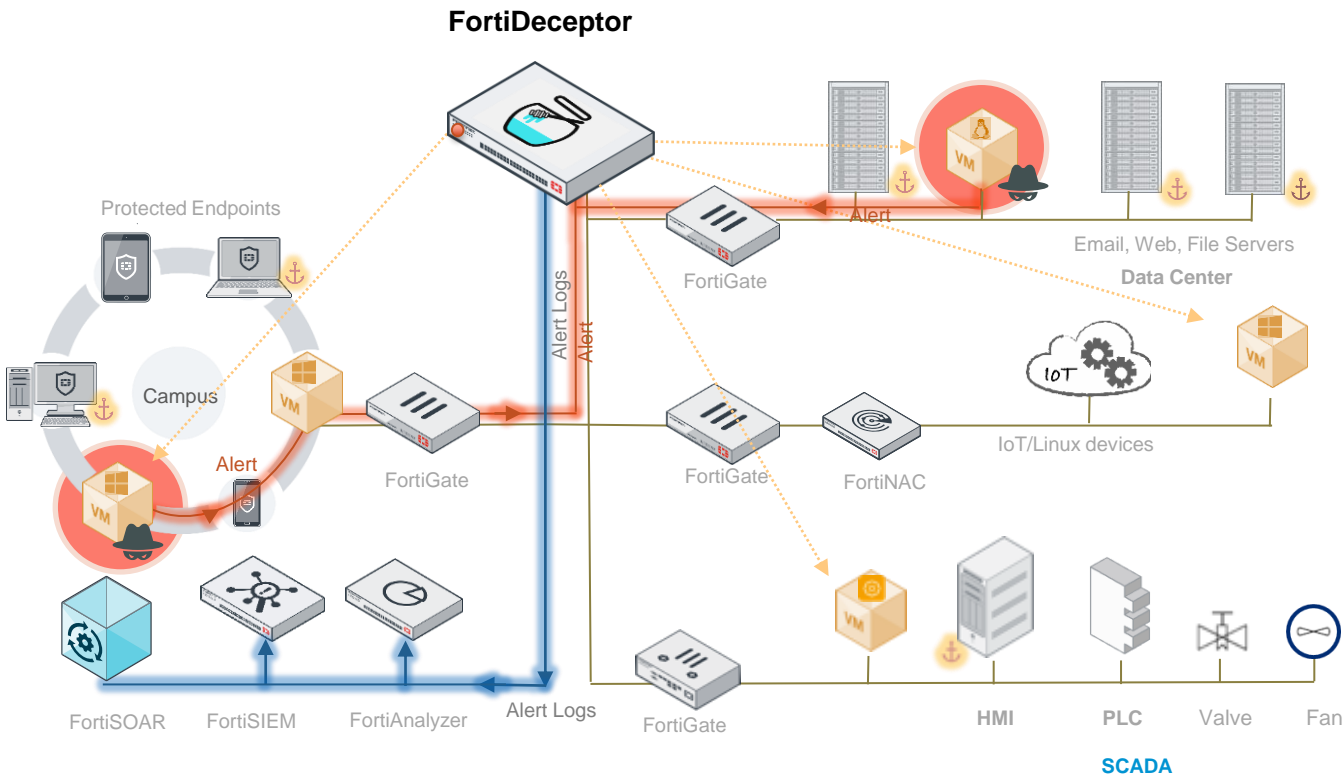 FortiDeceptor
Protected Endpoints
Campus
Alert
VM
VM
FortiGate
Alert Logs
Alert
FortiGate
Alert
VM
Email, Web, File Servers
Data Center
VM
IoT
IoT/Linux devices
FortiGate
FortiNAC
FortiSOAR
FortiSIEM
FortiAnalyzer
Alert Logs
FortiGate
VM
HMI
PLC
Valve
Fan
SCADA